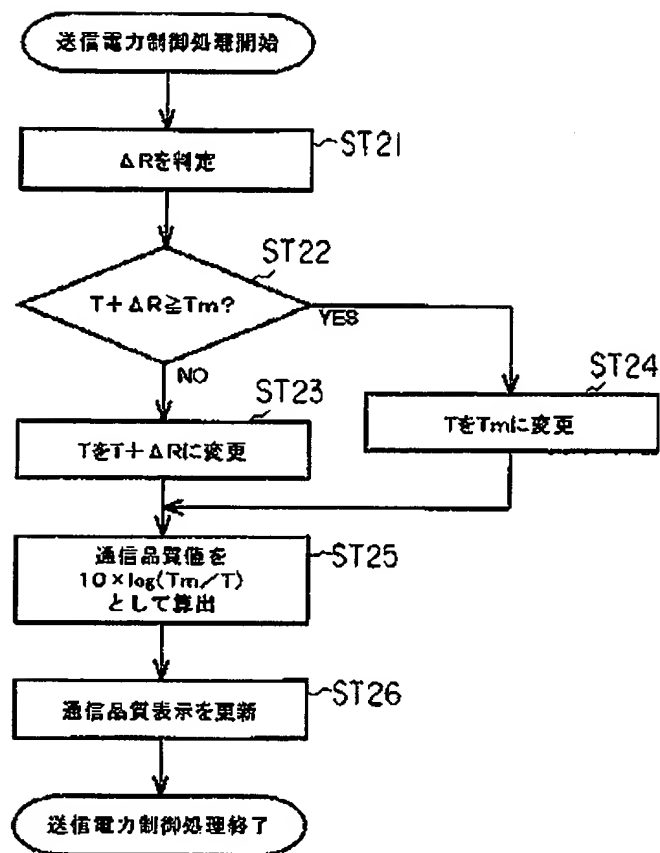 送信電力制御処理開始
ΔRを判定
ST21
T+ΔR≧Tm?
ST22
YES
NO
TをT+ΔRに変更
ST23
TをTmに変更
ST24
通信品質値を
10×log(Tm/T)
として算出
ST25
通信品質表示を更新
ST26
送信電力制御処理終了